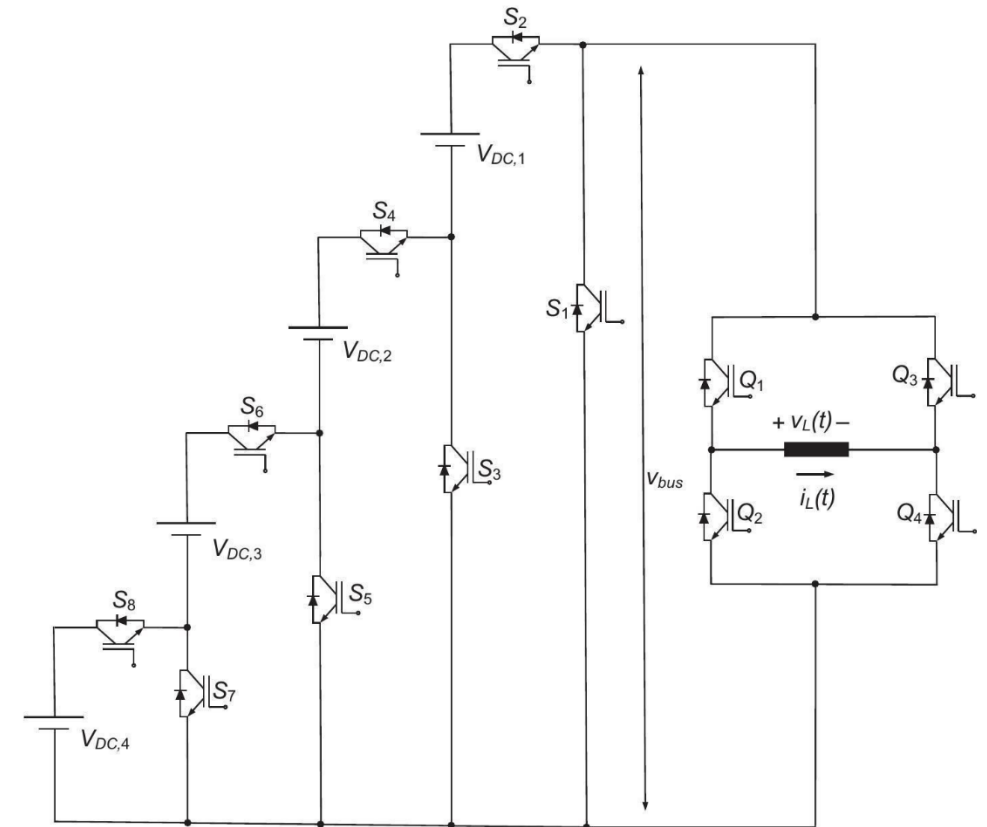 S2
VDC,1
S4
S1
VDC,2
Q1
Q3
S6
+ vL(t) –
S3
vbus
iL(t)
Q2
Q4
VDC,3
S5
S8
S7
VDC,4